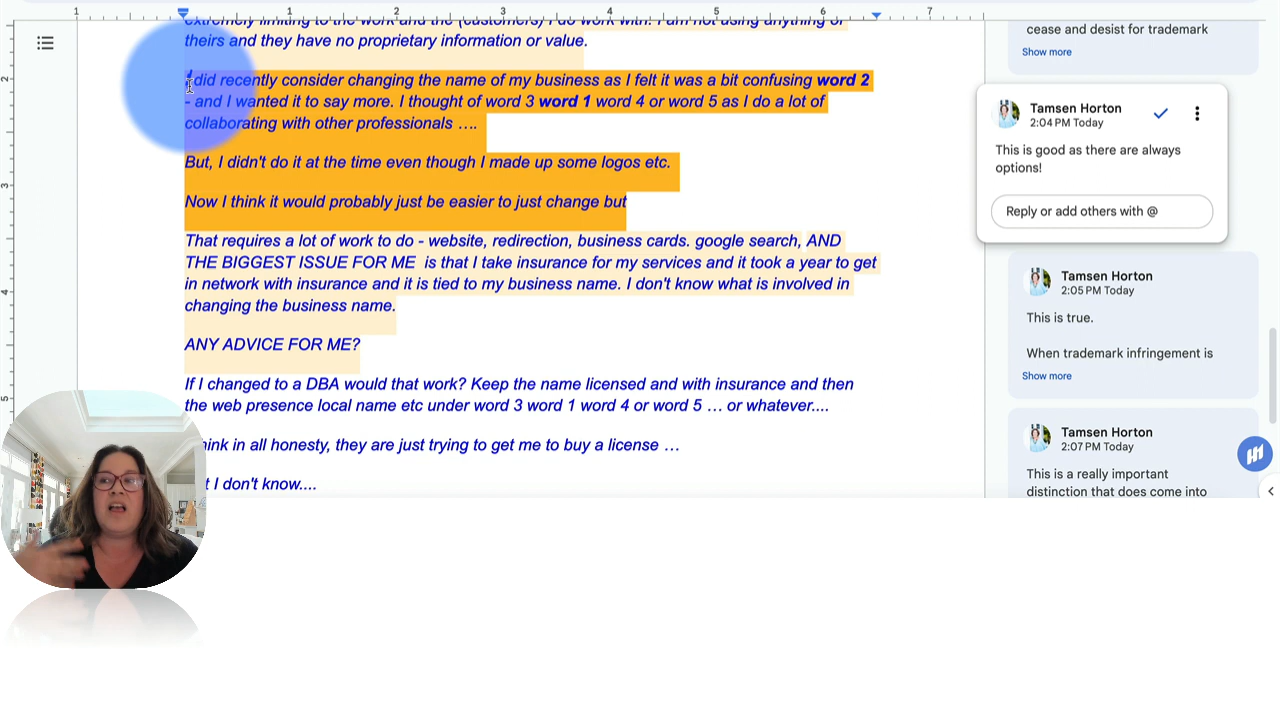 1 1 2 3 4 5 6 7
2
3
4
5
extremely limiting to the work and the (customers) I do work with. I am not using anything of
theirs and they have no proprietary information or value.
I did recently consider changing the name of my business as I felt it was a bit confusing word 2
- and I wanted it to say more. I thought of word 3 word 1 word 4 or word 5 as I do a lot of
collaborating with other professionals ….
But, I didn't do it at the time even though I made up some logos etc.
Now I think it would probably just be easier to just change but
That requires a lot of work to do - website, redirection, business cards. google search, AND
THE BIGGEST ISSUE FOR ME is that I take insurance for my services and it took a year to get
in network with insurance and it is tied to my business name. I don't know what is involved in
changing the business name.
ANY ADVICE FOR ME?
If I changed to a DBA would that work? Keep the name licensed and with insurance and then
the web presence local name etc under word 3 word 1 word 4 or word 5 … or whatever....
in all honesty, they are just trying to get me to buy a license …
I don't know....
cease and desist for trademark
Show more
Tamsen Horton
2:04 PM Today
This is good as there are always
options!
Reply or add others with @
Tamsen Horton
2:05 PM Today
This is true.
When trademark infringement is
Show more
Tamsen Horton
2:07 PM Today
This is a really important
distinction that does come into